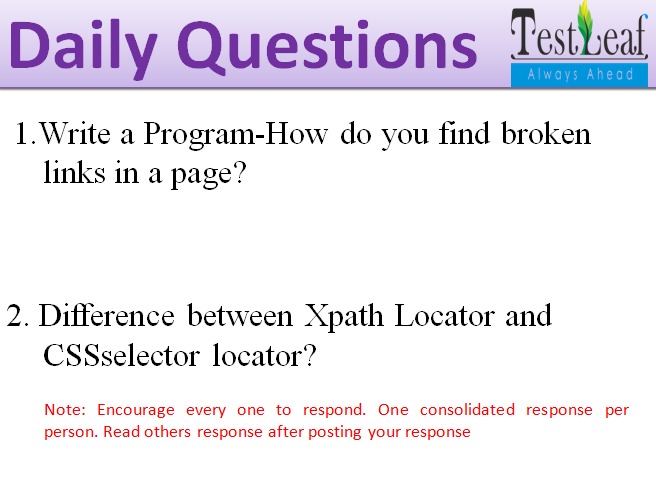 Daily Questions
TestLeaf
Always Ahead
1.Write a Program-How do you find broken
links in a page?
2. Difference between Xpath Locator and
CSSselector locator?
Note: Encourage every one to respond. One consolidated response per
person. Read others response after posting your response